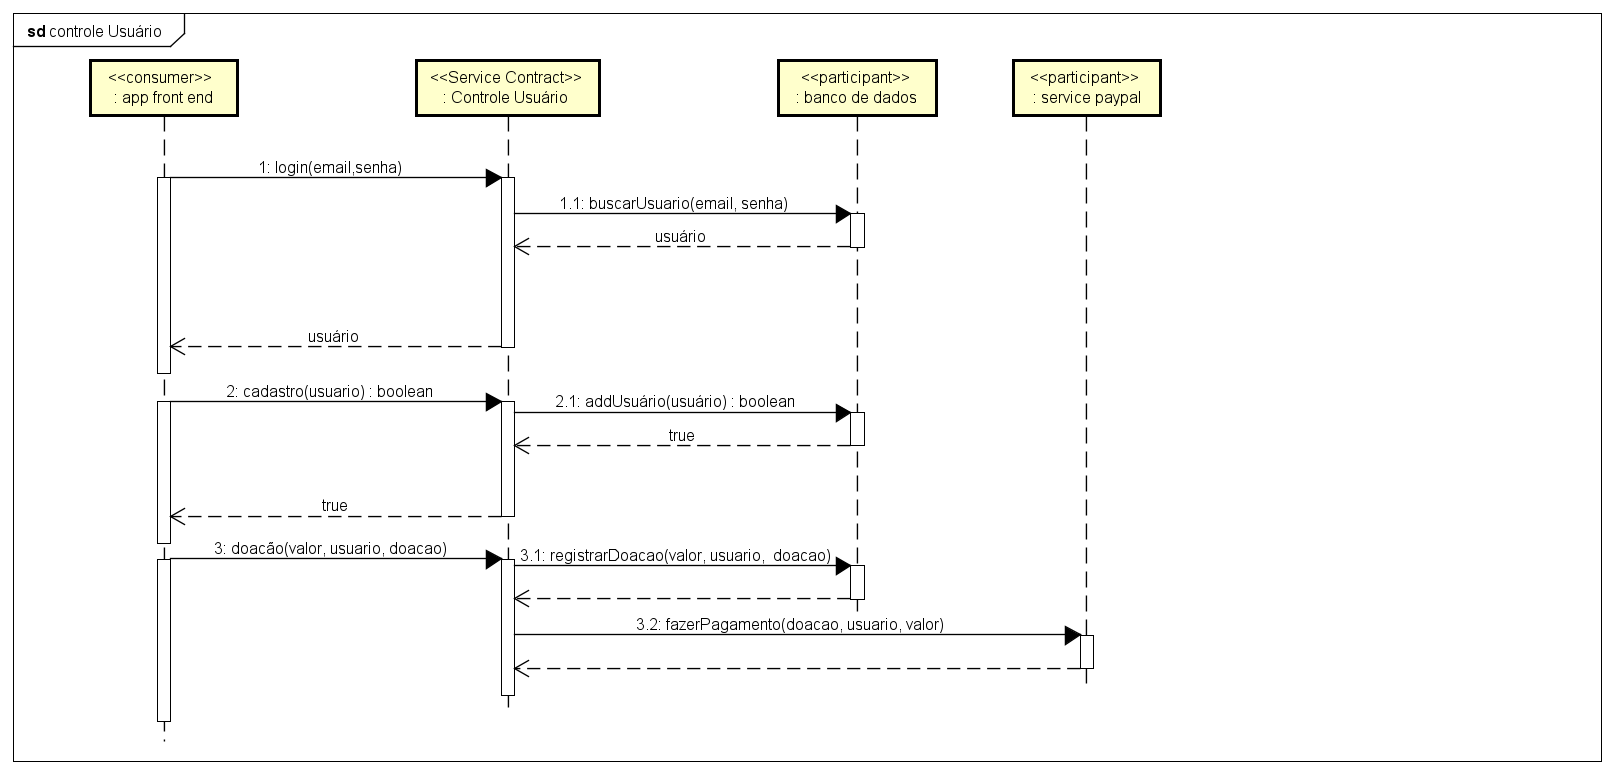 sd controle Usuário
<<consumer>>
: app front end
<<Service Contract>>
: Controle Usuário
<<participant>>
: banco de dados
<<participant>>
: service paypal
1: login(email,senha)
1.1: buscarUsuario(email, senha)
usuário
usuário
2: cadastro(usuario) : boolean
2.1: addUsuário(usuário) : boolean
true
true
3: doacão(valor, usuario, doacao)
3.1: registrarDoacao(valor, usuario,  doacao)
3.2: fazerPagamento(doacao, usuario, valor)